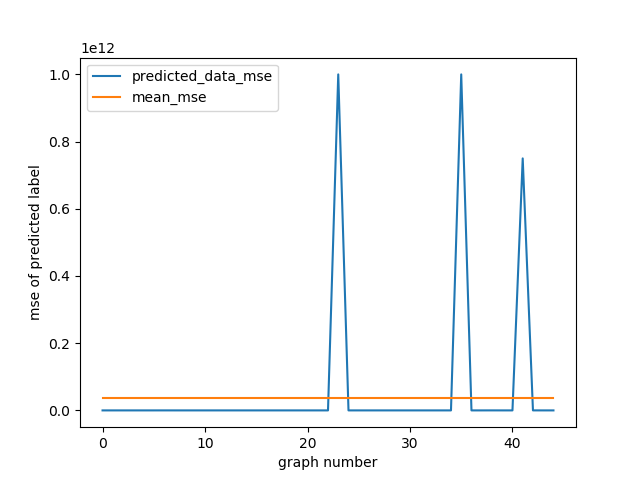 1e12
predicted_data_mse
mean_mse
1.0
0.8
0.6
0.4
0.2
0.0
mse of predicted label
0 10 20 30 40
graph number